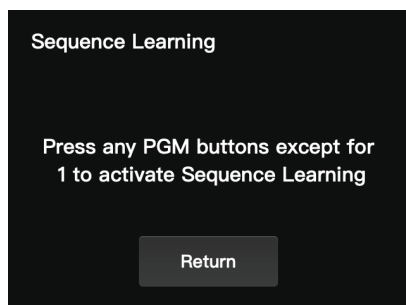 Sequence Learning
Press any PGM buttons except for
1 to activate Sequence Learning
Return